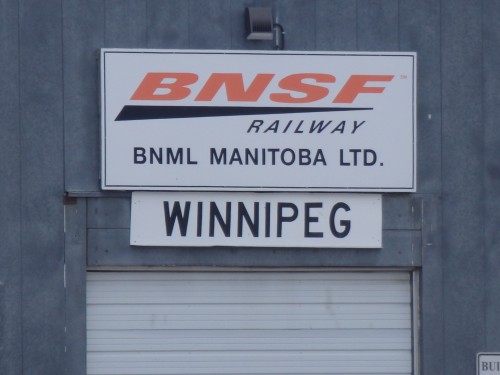 BNSF
RAILWAY
BNML MANITOBA LTD.
WINNIPEG